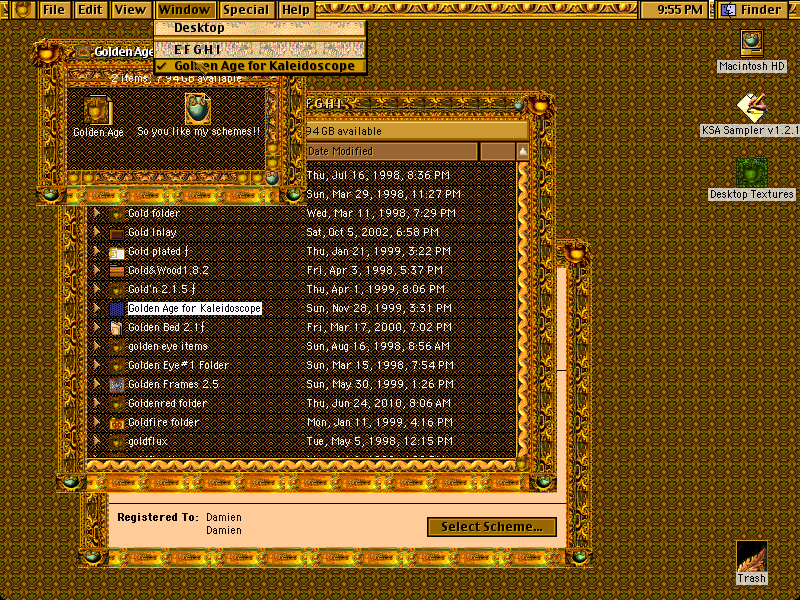 File Edit View Window Special Help 9:55 PM Finder
Desktop
E F G H I
✓ Golden Age for Kaleidoscope
Golden Age
2 items, 7.94 GB available
Golden Age
So you like my schemes!!
Macintosh HD
KSA Sampler v1.2.1
Desktop Textures
F G H I
94 GB available
Date Modified
Thu, Jul 16, 1998, 8:36 PM
Sun, Mar 29, 1998, 11:27 PM
Gold folder Wed, Mar 11, 1998, 7:29 PM
Gold Inlay Sat, Oct 5, 2002, 6:58 PM
Gold plated ƒ Thu, Jan 21, 1999, 3:22 PM
Gold&Wood1.8.2 Fri, Apr 3, 1998, 5:37 PM
Gold'n 2.1.5 ƒ Thu, Apr 1, 1999, 8:06 PM
Golden Age for Kaleidoscope Sun, Nov 28, 1999, 3:31 PM
Golden Bed 2.1ƒ Fri, Mar 17, 2000, 7:02 PM
golden eye items Sun, Aug 16, 1998, 8:56 AM
Golden Eye#1 Folder Sun, Mar 15, 1998, 7:54 PM
Golden Frames 2.5 Sun, May 30, 1999, 1:26 PM
Goldenred folder Thu, Jun 24, 2010, 8:06 AM
Goldfire folder Mon, Jan 11, 1999, 4:16 PM
goldflux Tue, May 5, 1998, 12:15 PM
Registered To: Damien
Damien
Select Scheme...
Trash